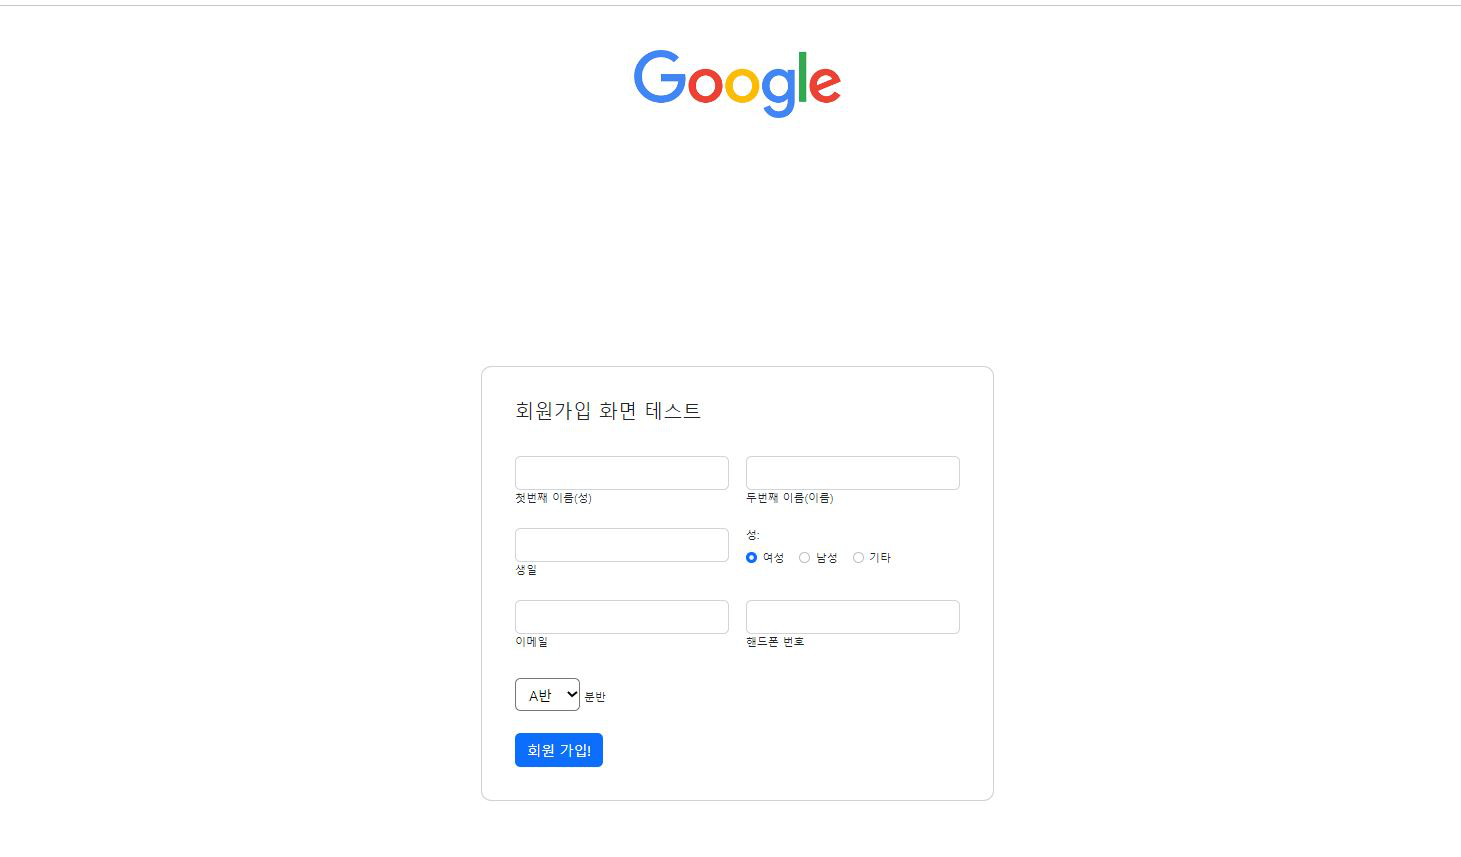 Google
회원가입 화면 테스트
첫번째 이름(성)
두번째 이름(이름)
성:
여성 남성 기타
생일
이메일
핸드폰 번호
A반 분반
회원 가입!